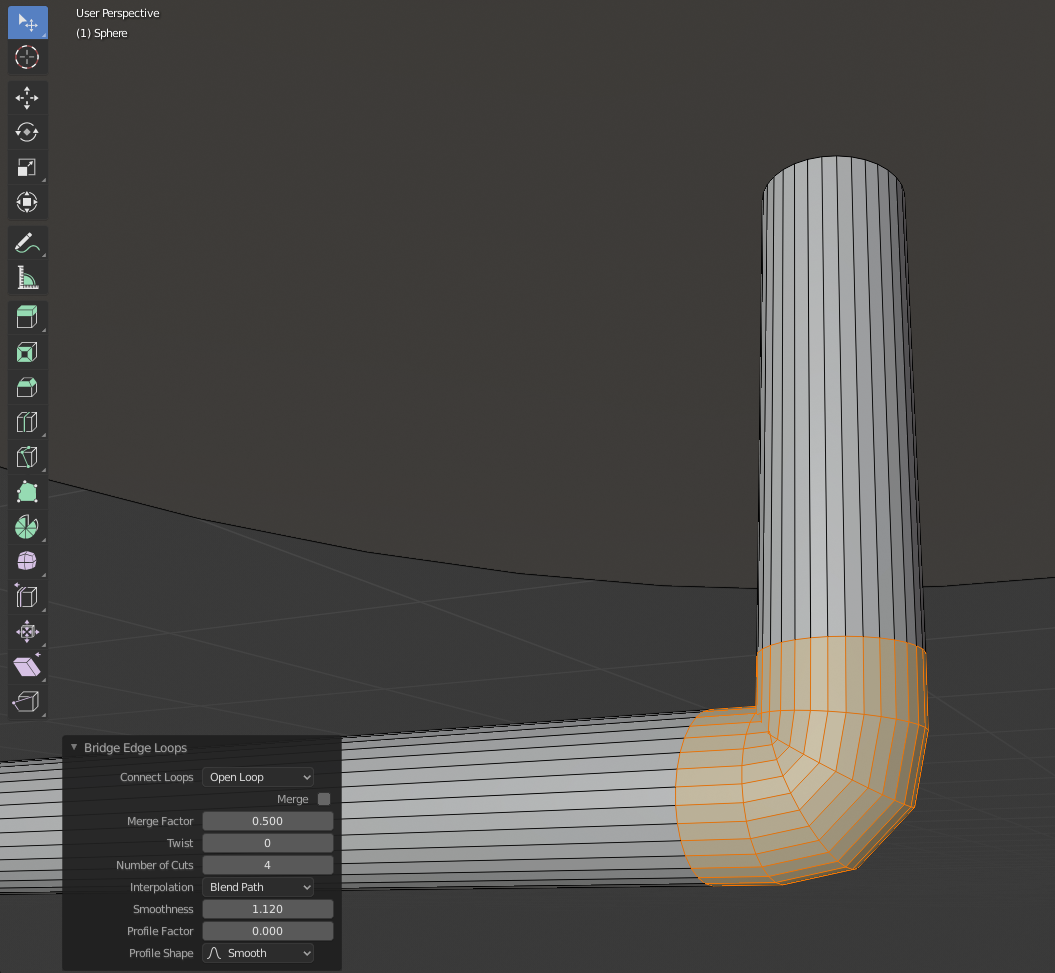 User Perspective
(1) Sphere
Bridge Edge Loops
Connect Loops Open Loop
Merge
Merge Factor 0.500
Twist 0
Number of Cuts 4
Interpolation Blend Path
Smoothness 1.120
Profile Factor 0.000
Profile Shape Smooth